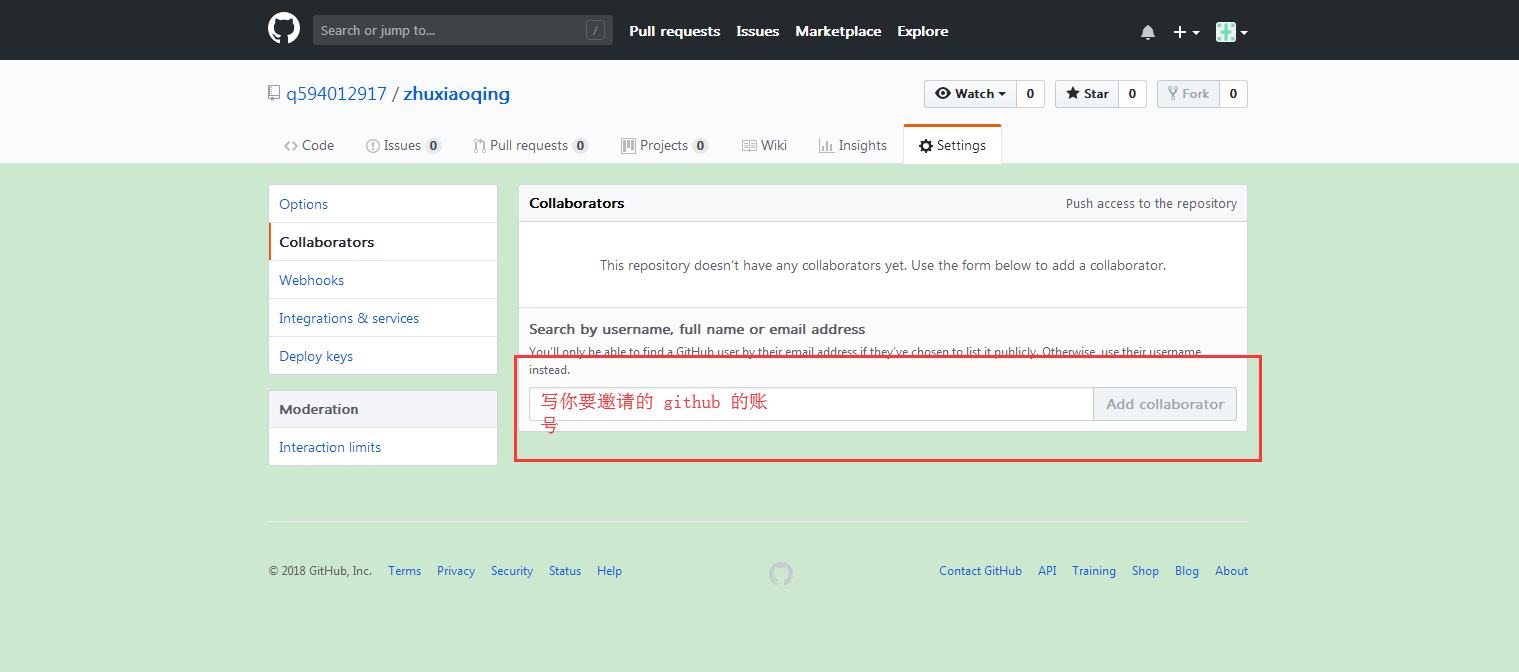 Search or jump to... / Pull requests Issues Marketplace Explore
q594012917 / zhuxiaoqing Watch 0 Star 0 Fork 0
Code Issues 0 Pull requests 0 Projects 0 Wiki Insights Settings
Options
Collaborators
Webhooks
Integrations & services
Deploy keys
Moderation
Interaction limits
Collaborators Push access to the repository
This repository doesn't have any collaborators yet. Use the form below to add a collaborator.
Search by username, full name or email address
You'll only be able to find a GitHub user by their email address if they've chosen to list it publicly. Otherwise, use their username
instead.
写你要邀请的 github 的账
号
Add collaborator
© 2018 GitHub, Inc. Terms Privacy Security Status Help Contact GitHub API Training Shop Blog About